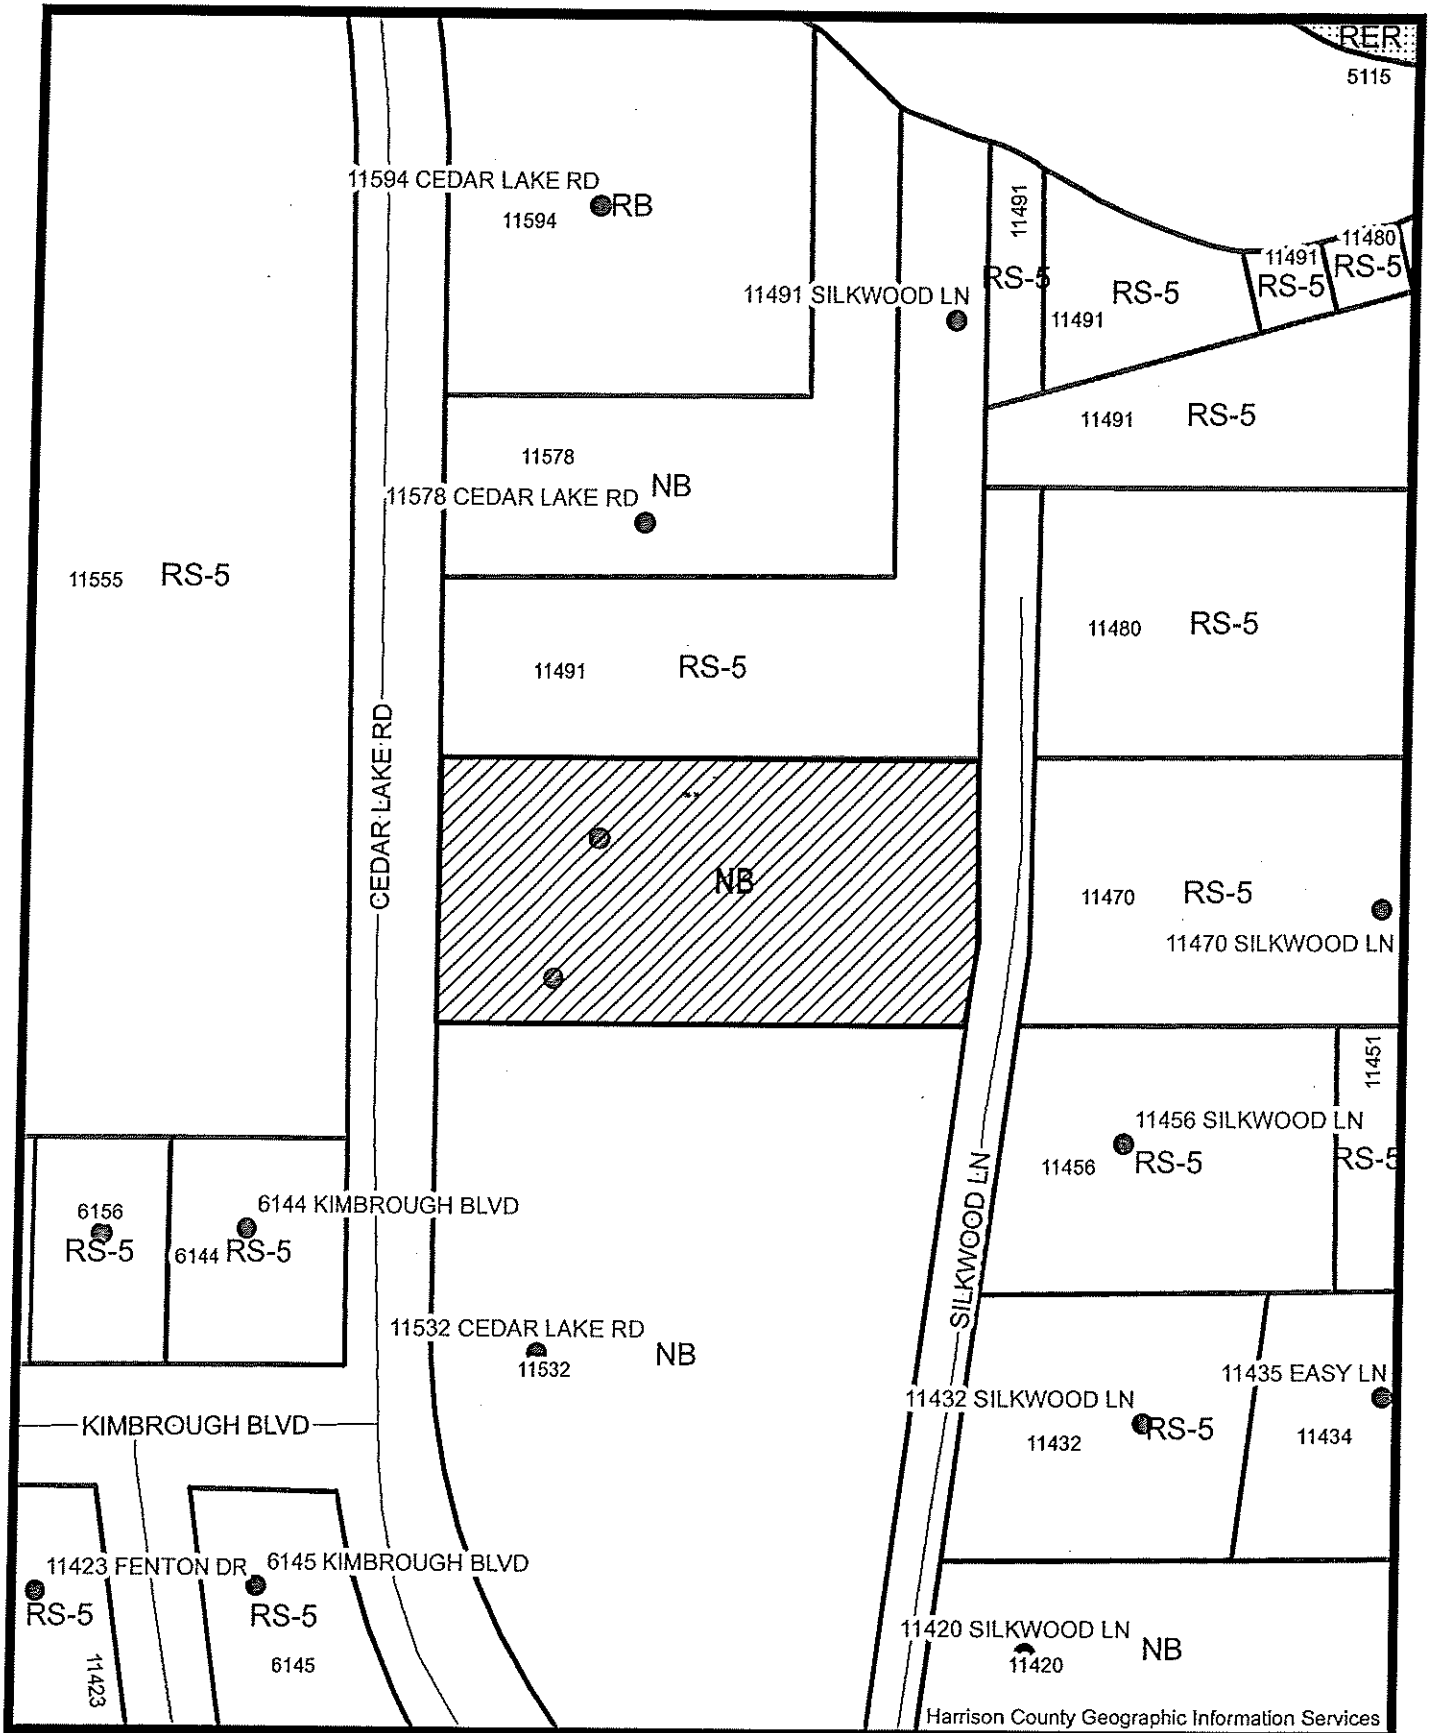 RER
5115
11594 CEDAR LAKE RD
RB
11594
11491
11480
11491
RS-5
RS-5
RS-5
RS-5
11491 SILKWOOD LN
11491
11491
RS-5
11578
NB
11578 CEDAR LAKE RD
11555
RS-5
11480
RS-5
11491
RS-5
CEDAR LAKE RD
NB
11470
RS-5
11470 SILKWOOD LN
11451
11456 SILKWOOD LN
11456
RS-5
RS-5
SILKWOOD LN
6156
RS-5
6144 KIMBROUGH BLVD
6144
RS-5
11532 CEDAR LAKE RD
11532
NB
11435 EASY LN
11432 SILKWOOD LN
RS-5
11432
11434
KIMBROUGH BLVD
11423 FENTON DR
6145 KIMBROUGH BLVD
RS-5
RS-5
11423
6145
11420 SILKWOOD LN
NB
11420
Harrison County Geographic Information Services